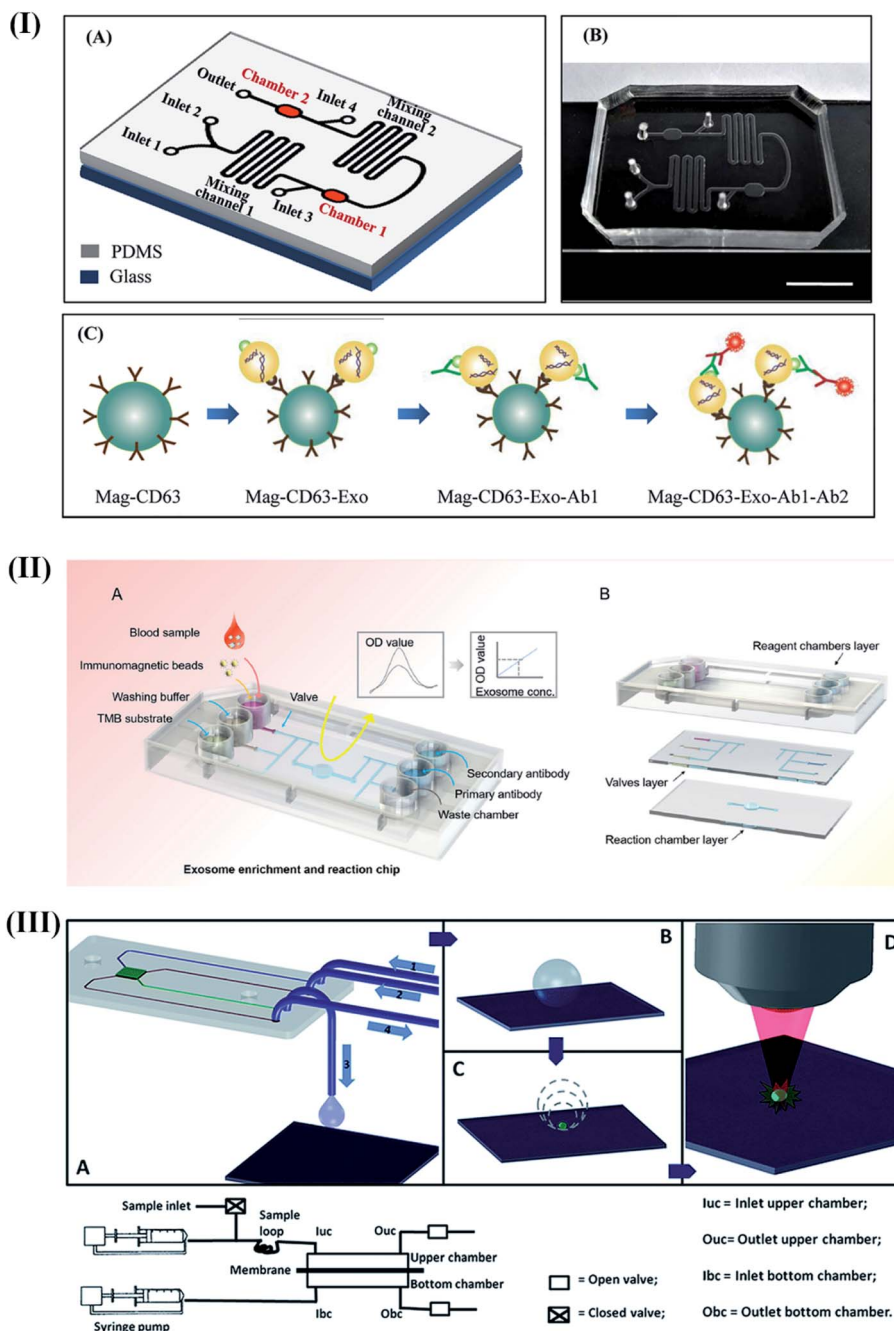 (I)
(A)
Outlet
Chamber 2
Inlet 4
Mixing
channel 2
Inlet 2
Inlet 1
Mixing
channel 1
Inlet 3
Chamber 1
PDMS
Glass
(B)
(C)
Mag-CD63
Mag-CD63-Exo
Mag-CD63-Exo-Ab1
Mag-CD63-Exo-Ab1-Ab2
(II)
A
Blood sample
Immunomagnetic beads
Washing buffer
TMB substrate
Valve
OD value
OD value
Exosome conc.
Secondary antibody
Primary antibody
Waste chamber
Exosome enrichment and reaction chip
B
Reagent chambers layer
Valves layer
Reaction chamber layer
(III)
1
2
4
3
A
B
C
D
Sample inlet
Sample
loop
Iuc
Ouc
Membrane
Upper chamber
Bottom chamber
Ibc
Obc
Syringe pump
= Open valve;
= Closed valve;
Iuc = Inlet upper chamber;
Ouc= Outlet upper chamber;
Ibc = Inlet bottom chamber;
Obc = Outlet bottom chamber.